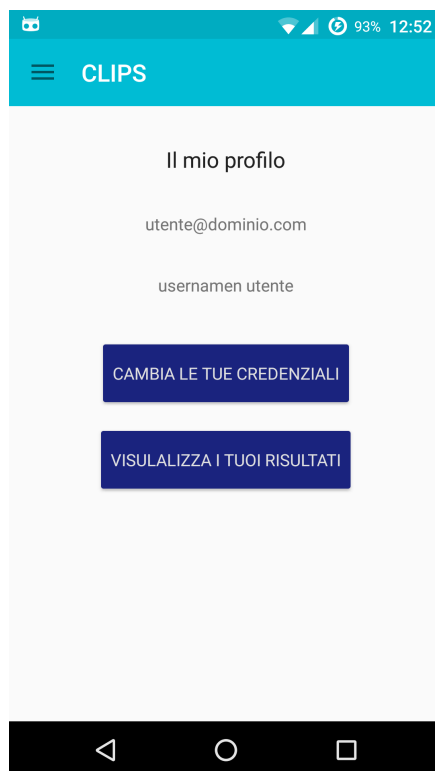 93% 12:52
CLIPS
Il mio profilo
utente@dominio.com
usernamen utente
CAMBIA LE TUE CREDENZIALI
VISULALIZZA I TUOI RISULTATI